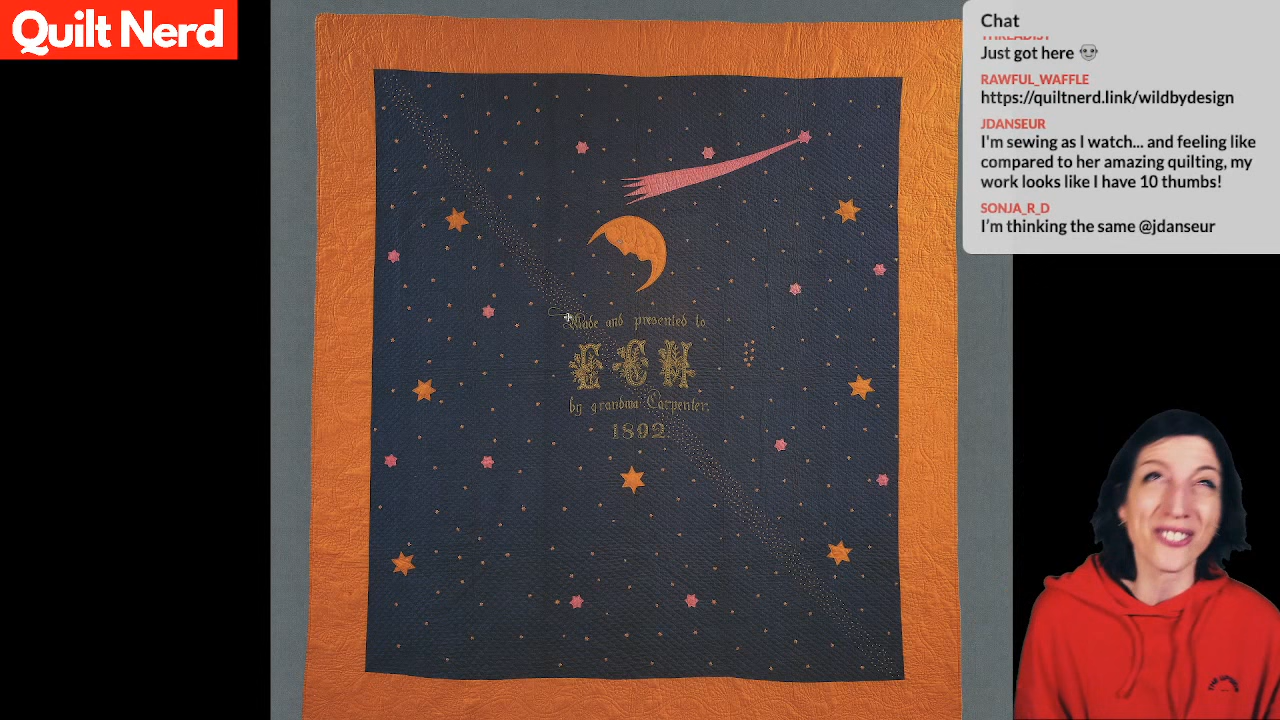 Quilt Nerd
Chat
THREADIST
Just got here
RAWFUL_WAFFLE
https://quiltnerd.link/wildbydesign
JDANSEUR
I'm sewing as I watch... and feeling like
compared to her amazing quilting, my
work looks like I have 10 thumbs!
SONJA_R_D
I'm thinking the same @jdanseur
Made and presented to
E C H
by grandma Carpenter.
1892.